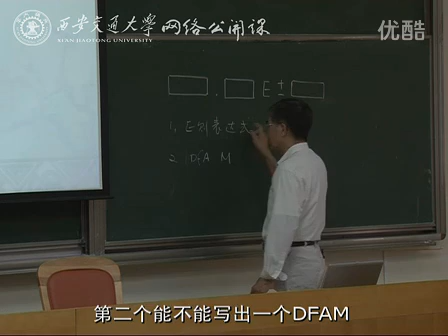 西安交通大学 网络公开课
XI'AN JIAOTONG UNIVERSITY
优酷
. E ±
1. 正则表达式
2. DFA M
第二个能不能写出一个DFAM